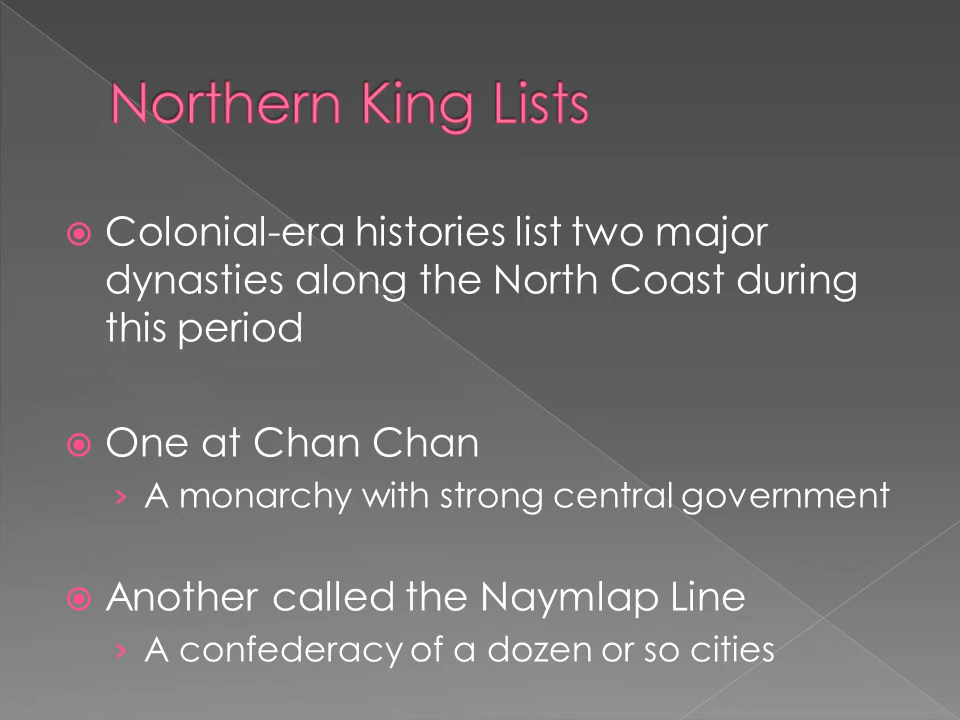 Northern King Lists
Colonial-era histories list two major
dynasties along the North Coast during
this period
One at Chan Chan
A monarchy with strong central government
Another called the Naymlap Line
A confederacy of a dozen or so cities